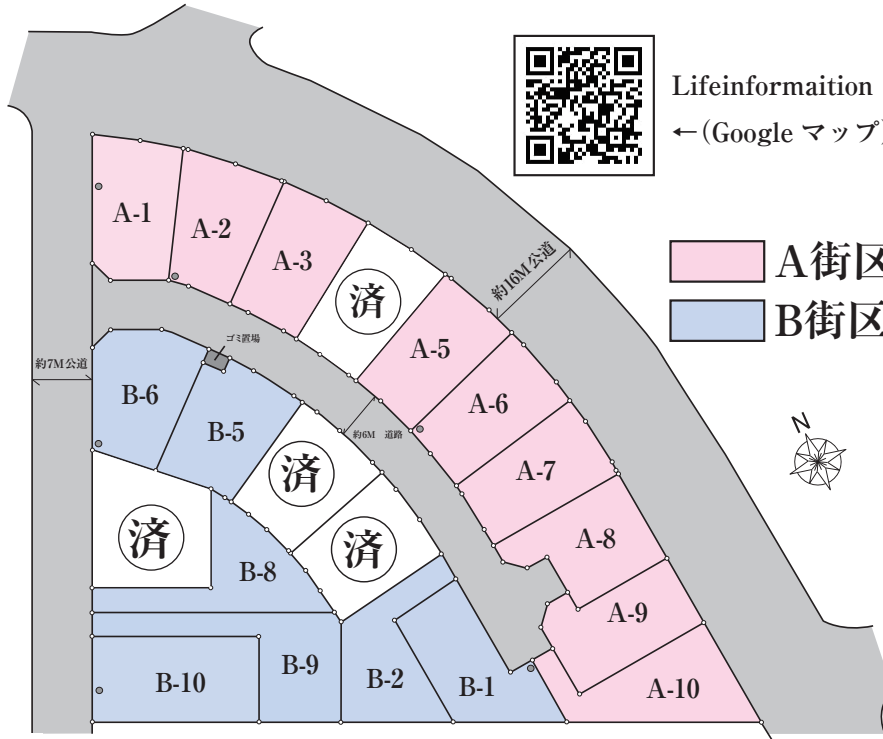 Lifeinformaition
←(Google マップ)
A街区
B街区
約16M公道
約7M公道
約6M 道路
ゴミ置場
N
A-1
A-2
A-3
済
A-5
A-6
A-7
A-8
A-9
A-10
B-6
B-5
済
済
済
B-8
B-10
B-9
B-2
B-1